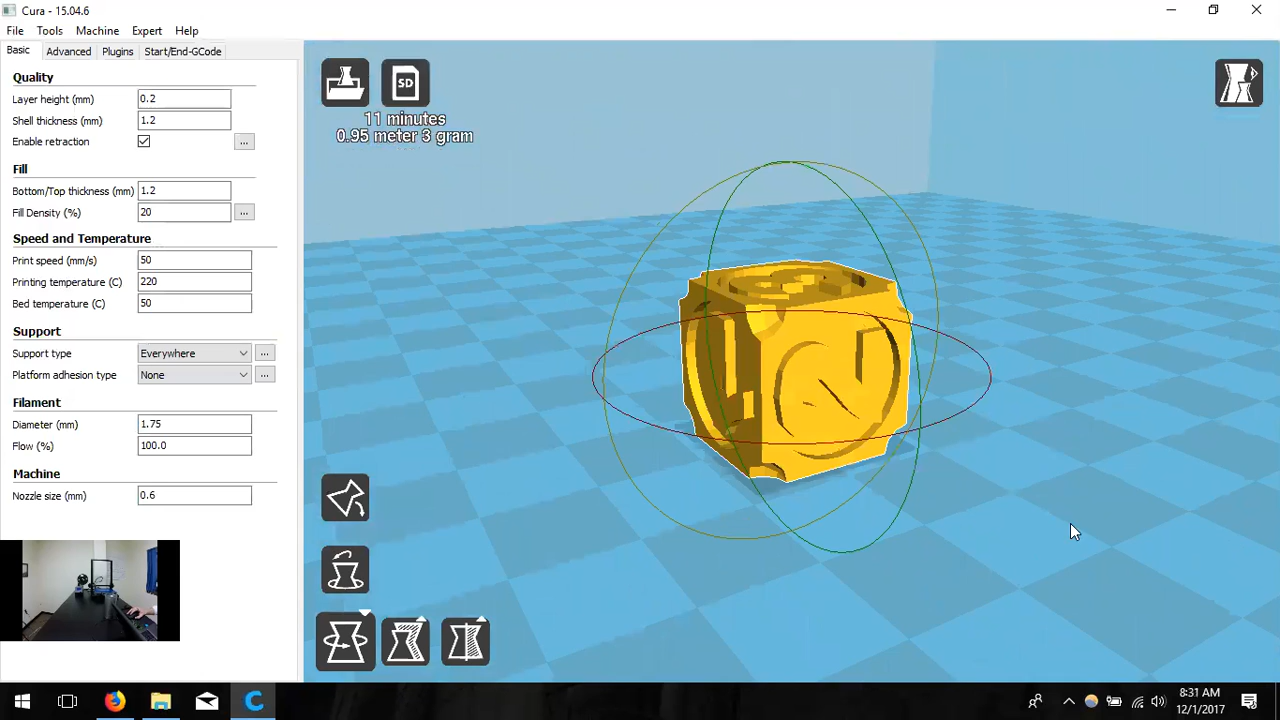 Cura - 15.04.6
File Tools Machine Expert Help
Basic Advanced Plugins Start/End-GCode
Quality
Layer height (mm) 0.2
Shell thickness (mm) 1.2
Enable retraction ...
Fill
Bottom/Top thickness (mm) 1.2
Fill Density (%) 20 ...
Speed and Temperature
Print speed (mm/s) 50
Printing temperature (C) 220
Bed temperature (C) 50
Support
Support type Everywhere ...
Platform adhesion type None ...
Filament
Diameter (mm) 1.75
Flow (%) 100.0
Machine
Nozzle size (mm) 0.6
SD
11 minutes
0.95 meter 3 gram
8:31 AM
12/1/2017